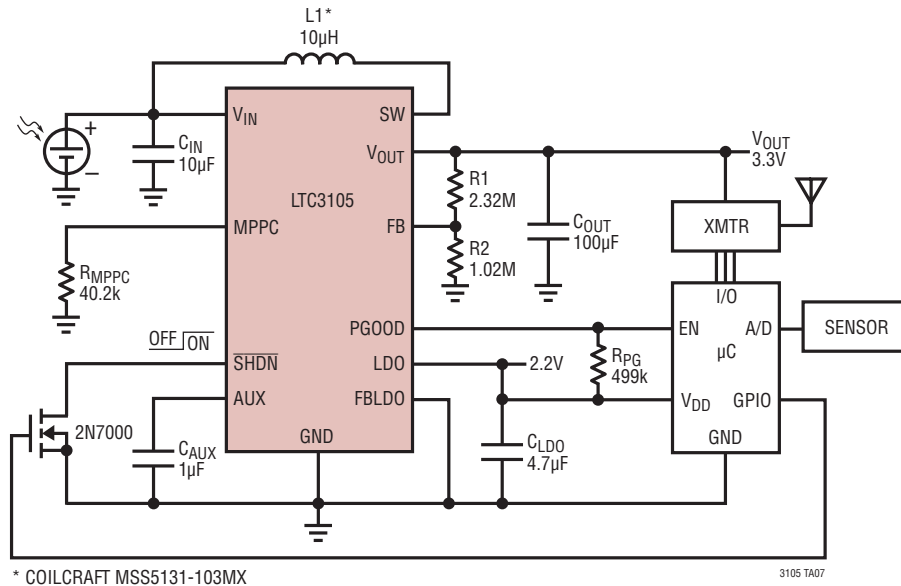 L1*
10µH
VIN
SW
+
−
CIN
10µF
VOUT
VOUT
3.3V
R1
2.32M
LTC3105
MPPC
FB
COUT
100µF
XMTR
R2
1.02M
RMPPC
40.2k
I/O
PGOOD
EN
A/D
SENSOR
µC
OFF ON
SHDN
LDO
2.2V
RPG
499k
AUX
FBLDO
VDD
GPIO
2N7000
GND
GND
CAUX
1µF
CLDO
4.7µF
* COILCRAFT MSS5131-103MX
3105 TA07